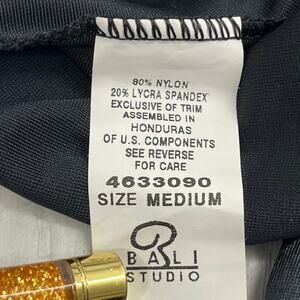 80% NYLON
20% LYCRA SPANDEX
EXCLUSIVE OF TRIM
ASSEMBLED IN
HONDURAS
OF U.S. COMPONENTS
SEE REVERSE
FOR CARE
4633090
SIZE MEDIUM
B
BALI
STUDIO